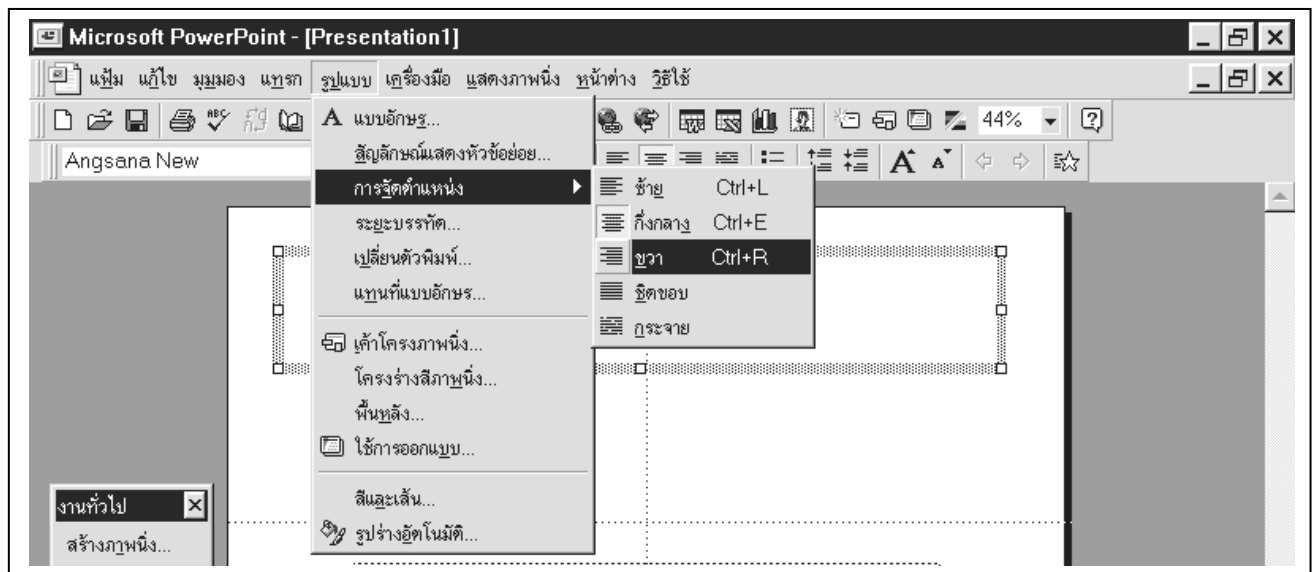 Microsoft PowerPoint - [Presentation1]
แฟ้ม แก้ไข มุมมอง แทรก รูปแบบ เครื่องมือ แสดงภาพนิ่ง หน้าต่าง วิธีใช้
ABC 44%
Angsana New A A
A แบบอักษร...
สัญลักษณ์แสดงหัวข้อย่อย...
การจัดตำแหน่ง
ซ้าย Ctrl+L
ระยะบรรทัด...
กึ่งกลาง Ctrl+E
เปลี่ยนตัวพิมพ์...
ขวา Ctrl+R
แทนที่แบบอักษร...
ชิดขอบ
กระจาย
เค้าโครงภาพนิ่ง...
โครงร่างสีภาพนิ่ง...
พื้นหลัง...
ใช้การออกแบบ...
สีและเส้น...
รูปร่างอัตโนมัติ...
งานทั่วไป
สร้างภาพนิ่ง...